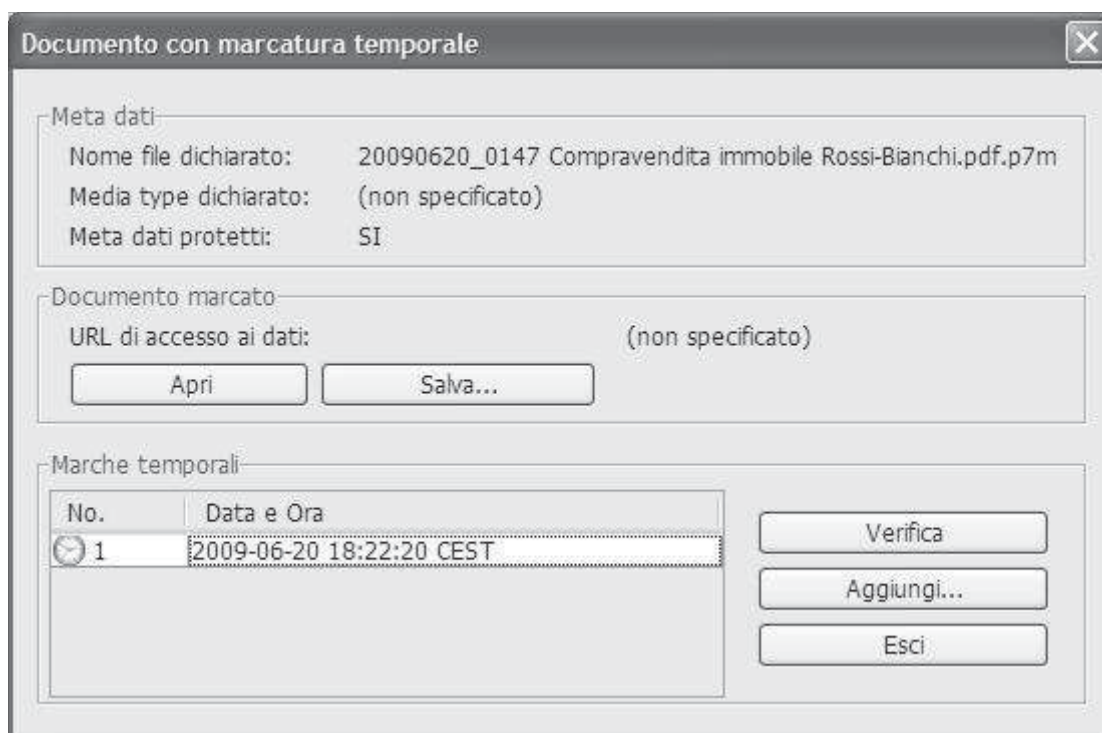 Documento con marcatura temporale
Meta dati
Nome file dichiarato: 20090620_0147 Compravendita immobile Rossi-Bianchi.pdf.p7m
Media type dichiarato: (non specificato)
Meta dati protetti: SI
Documento marcato
URL di accesso ai dati: (non specificato)
Apri Salva...
Marche temporali
No. Data e Ora
1 2009-06-20 18:22:20 CEST
Verifica
Aggiungi...
Esci